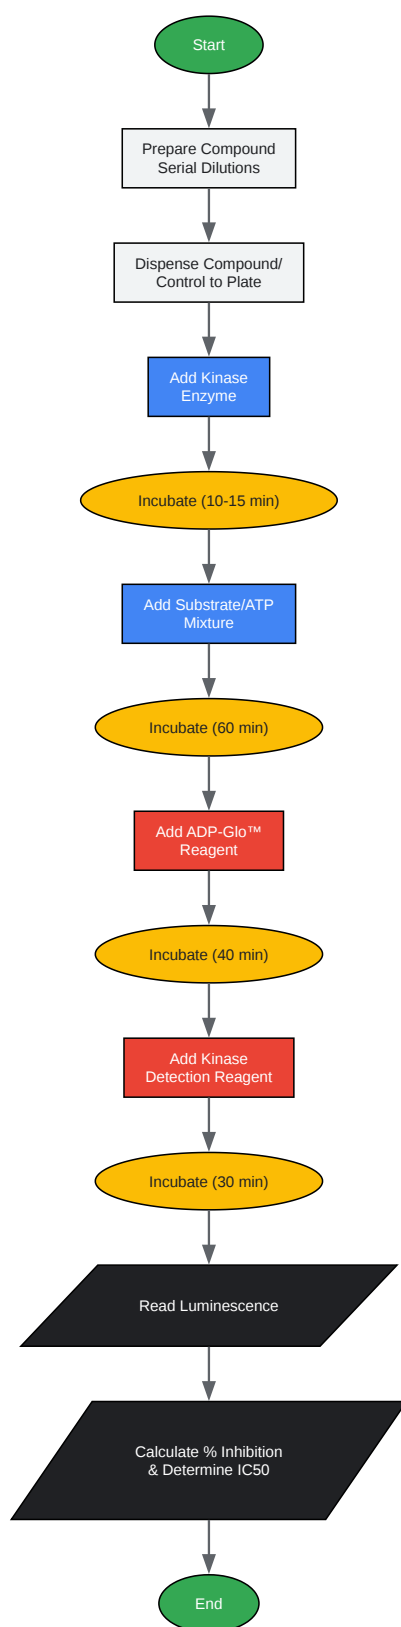 Start
Prepare Compound
Serial Dilutions
Dispense Compound/
Control to Plate
Add Kinase
Enzyme
Incubate (10-15 min)
Add Substrate/ATP
Mixture
Incubate (60 min)
Add ADP-Glo™
Reagent
Incubate (40 min)
Add Kinase
Detection Reagent
Incubate (30 min)
Read Luminescence
Calculate % Inhibition
& Determine IC50
End